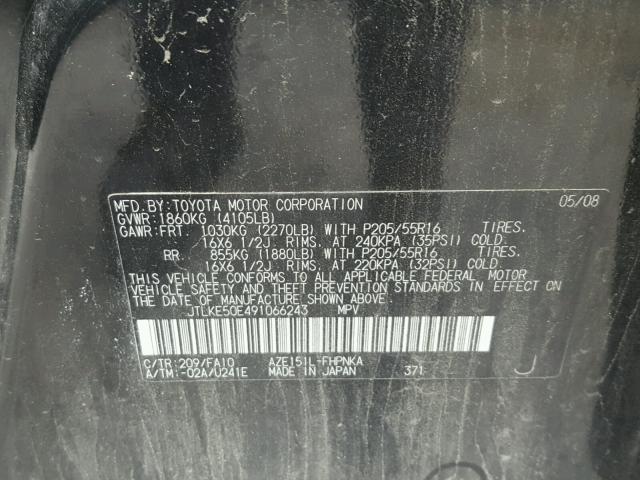 MFD.BY:TOYOTA MOTOR CORPORATION 05/08
GVWR:1860KG (4105LB)
GAWR:FRT. 1030KG (2270LB) WITH P205/55R16 TIRES.
16X6 1/2J RIMS, AT 240KPA (35PSI) COLD.
RR. 855KG (1880LB) WITH P205/55R16 TIRES.
16X6 1/2J RIMS, AT 220KPA (32PSI) COLD.
THIS VEHICLE CONFORMS TO ALL APPLICABLE FEDERAL MOTOR
VEHICLE SAFETY AND THEFT PREVENTION STANDARDS IN EFFECT
ON THE DATE OF MANUFACTURE SHOWN ABOVE.
JTLKE50E491066243 MPV
C/TR:209/FA10 AZE151L-FHPNKA
A/TM:-02A/U241E MADE IN JAPAN 371 J